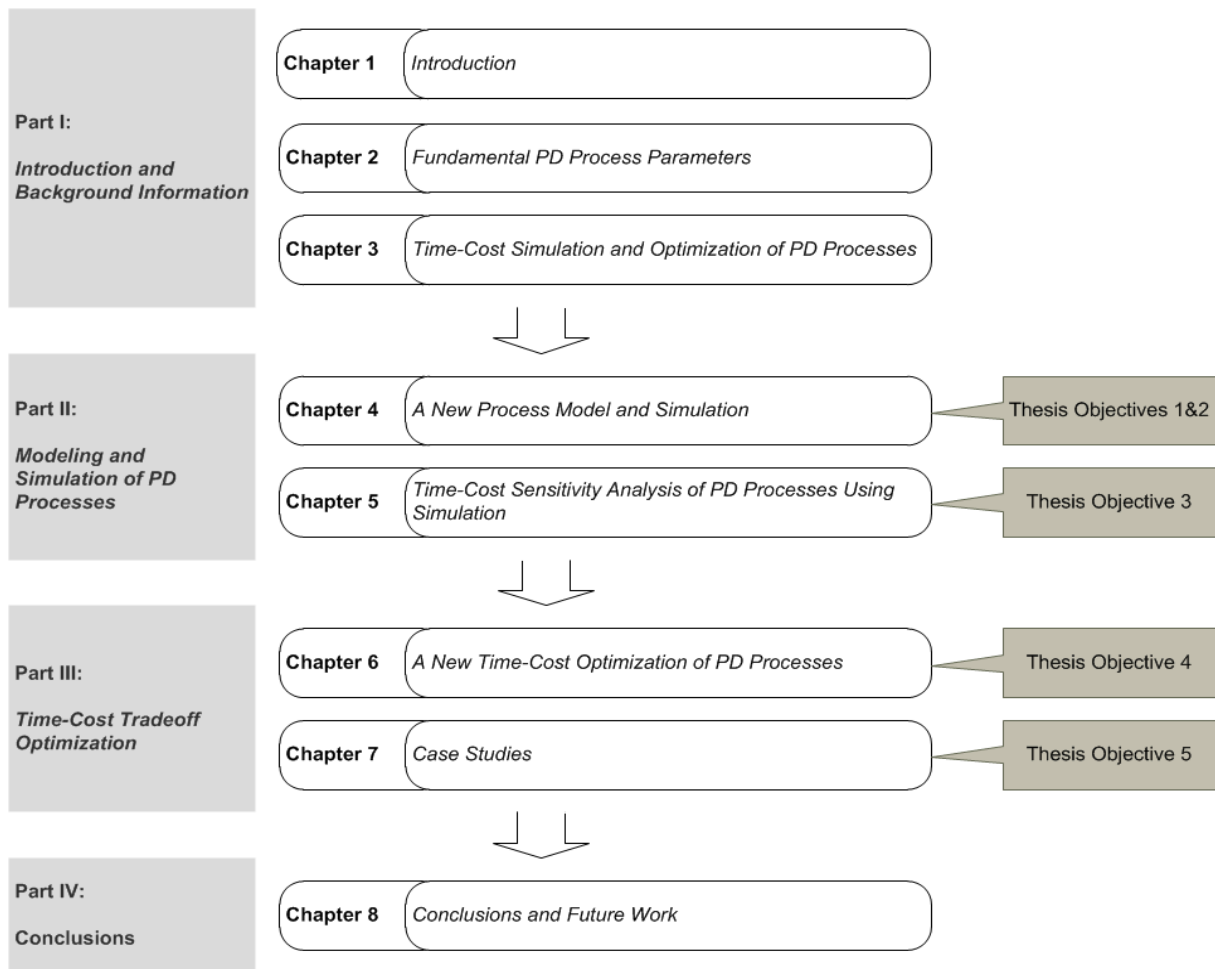 Part I:
Introduction and
Background Information
Chapter 1 Introduction
Chapter 2 Fundamental PD Process Parameters
Chapter 3 Time-Cost Simulation and Optimization of PD Processes
Part II:
Modeling and
Simulation of PD
Processes
Chapter 4 A New Process Model and Simulation
Thesis Objectives 1&2
Chapter 5 Time-Cost Sensitivity Analysis of PD Processes Using
Simulation
Thesis Objective 3
Part III:
Time-Cost Tradeoff
Optimization
Chapter 6 A New Time-Cost Optimization of PD Processes
Thesis Objective 4
Chapter 7 Case Studies
Thesis Objective 5
Part IV:
Conclusions
Chapter 8 Conclusions and Future Work